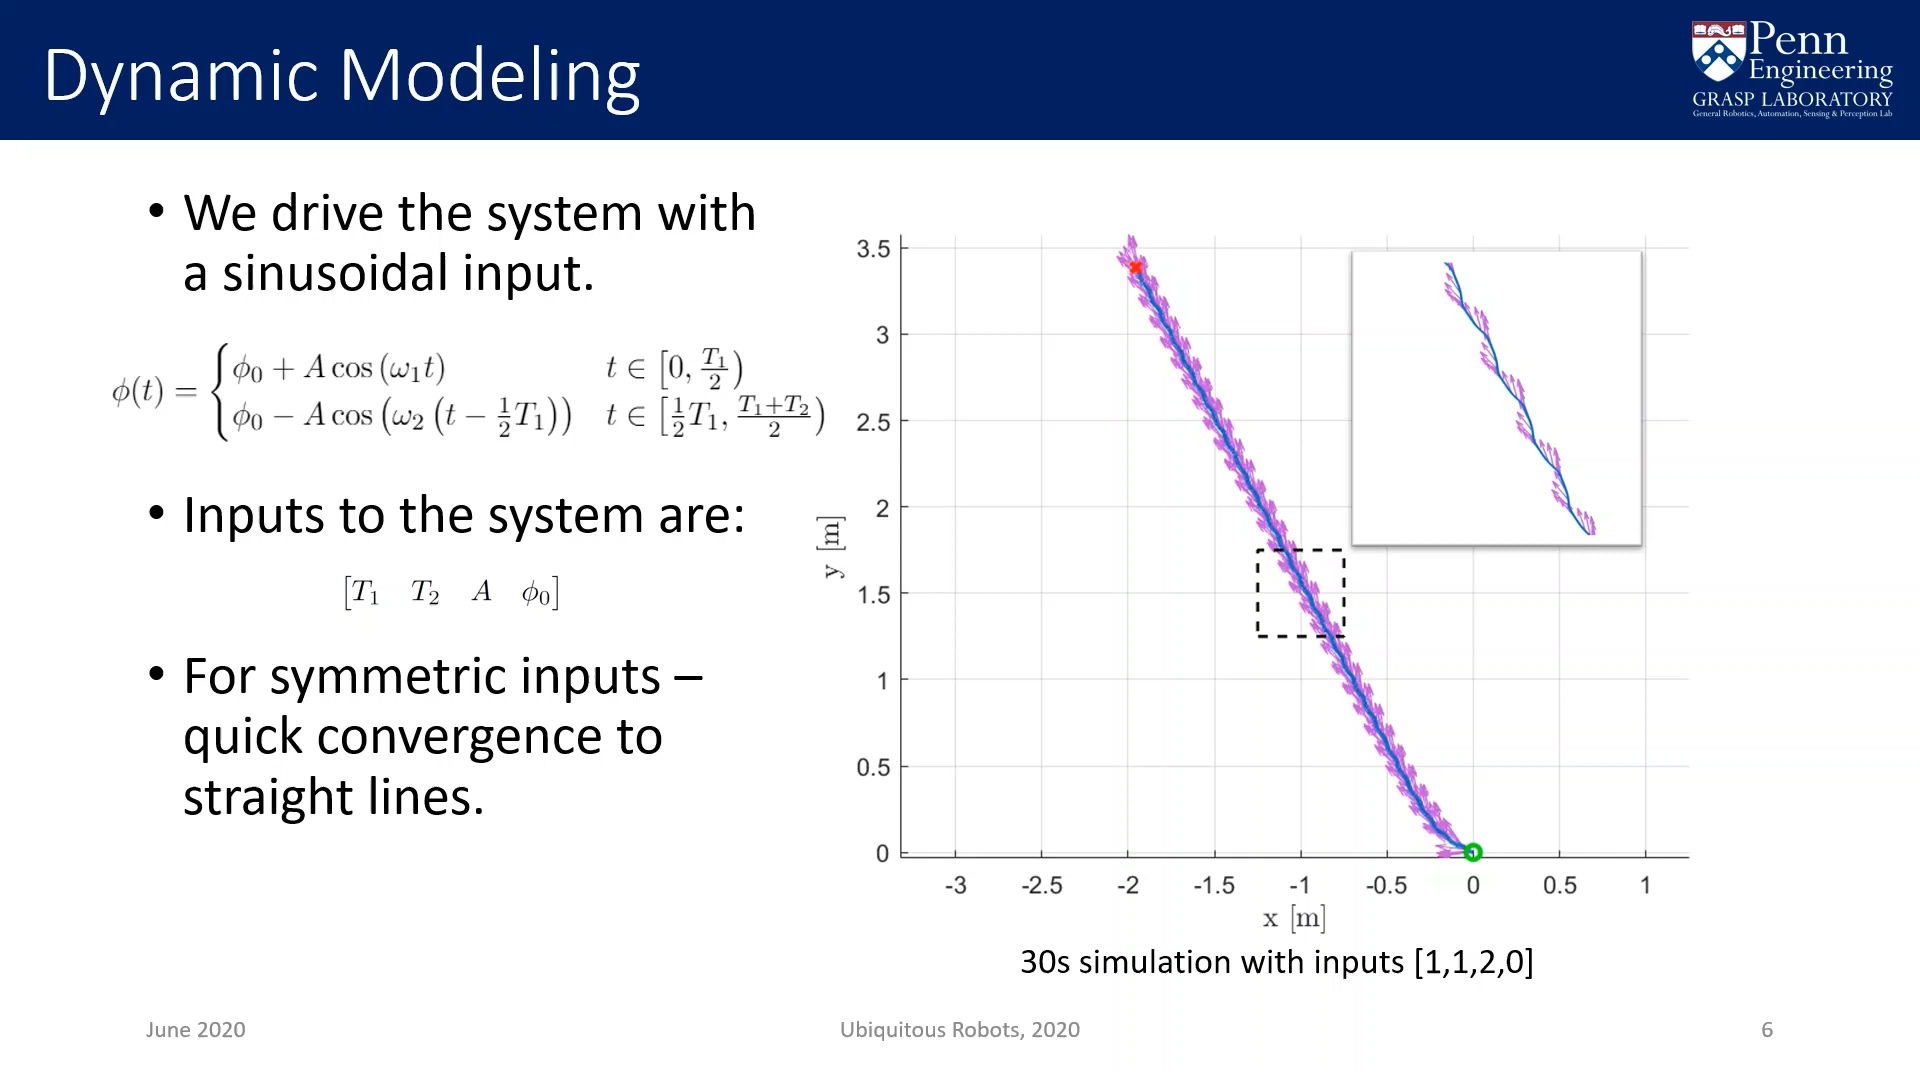 Dynamic Modeling
Penn
Engineering
GRASP LABORATORY
General Robotics, Automation, Sensing & Perception Lab
• We drive the system with
a sinusoidal input.
ϕ(t) = { ϕ₀ + A cos (ω₁t) t ∈ [0, T₁/2)
ϕ₀ − A cos (ω₂ (t − ½T₁)) t ∈ [½T₁, (T₁+T₂)/2)
• Inputs to the system are:
[T₁ T₂ A ϕ₀]
• For symmetric inputs –
quick convergence to
straight lines.
3.5
3
2.5
2
1.5
1
0.5
0
y [m]
-3 -2.5 -2 -1.5 -1 -0.5 0 0.5 1
x [m]
30s simulation with inputs [1,1,2,0]
June 2020
Ubiquitous Robots, 2020
6